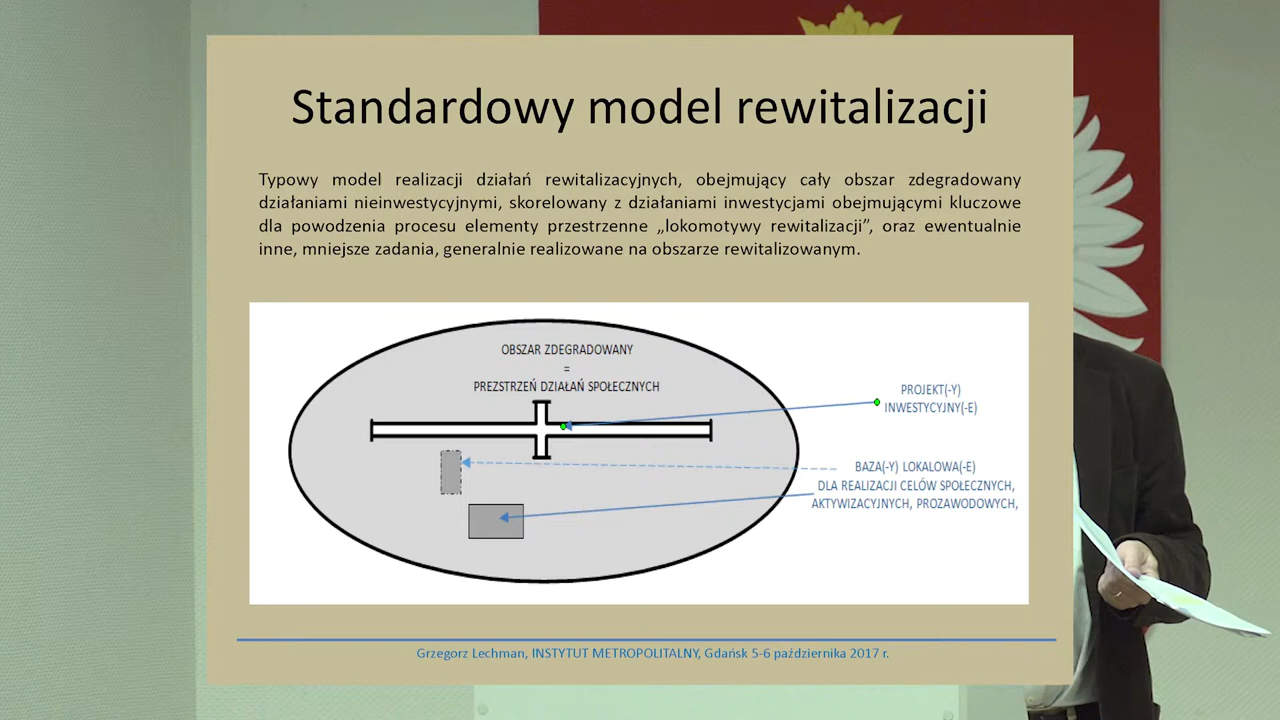 Standardowy model rewitalizacji
Typowy model realizacji działań rewitalizacyjnych, obejmujący cały obszar zdegradowany
działaniami nieinwestycyjnymi, skorelowany z działaniami inwestycjami obejmującymi kluczowe
dla powodzenia procesu elementy przestrzenne „lokomotywy rewitalizacji”, oraz ewentualnie
inne, mniejsze zadania, generalnie realizowane na obszarze rewitalizowanym.
OBSZAR ZDEGRADOWANY
=
PREZSTRZEŃ DZIAŁAŃ SPOŁECZNYCH
PROJEKT(-Y)
INWESTYCYJNY(-E)
BAZA(-Y) LOKALOWA(-E)
DLA REALIZACJI CELÓW SPOŁECZNYCH,
AKTYWIZACYJNYCH, PROZAWODOWYCH,
Grzegorz Lechman, INSTYTUT METROPOLITALNY, Gdańsk 5-6 października 2017 r.